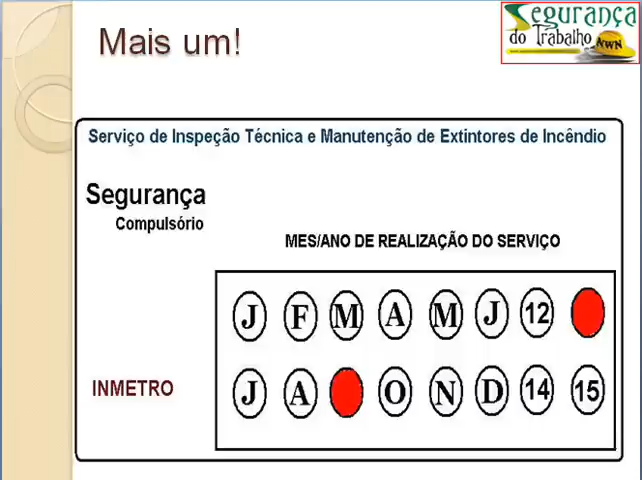 Mais um!
Segurança
do Trabalho
AWN
Serviço de Inspeção Técnica e Manutenção de Extintores de Incêndio
Segurança
Compulsório
MES/ANO DE REALIZAÇÃO DO SERVIÇO
J F M A M J 12
INMETRO
J A O N D 14 15